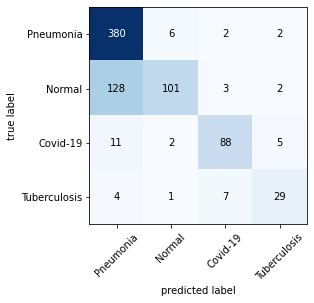 Pneumonia 380 6 2 2
Normal 128 101 3 2
Covid-19 11 2 88 5
Tuberculosis 4 1 7 29
true label
Pneumonia Normal Covid-19 Tuberculosis
predicted label